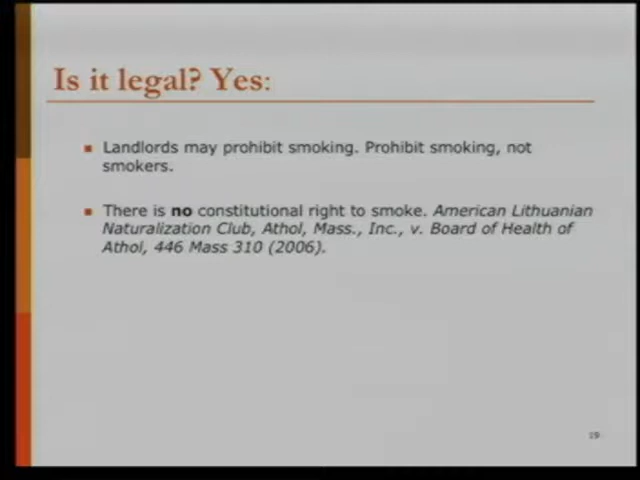 Is it legal? Yes:
Landlords may prohibit smoking. Prohibit smoking, not
smokers.
There is no constitutional right to smoke. American Lithuanian
Naturalization Club, Athol, Mass., Inc., v. Board of Health of
Athol, 446 Mass 310 (2006).
19